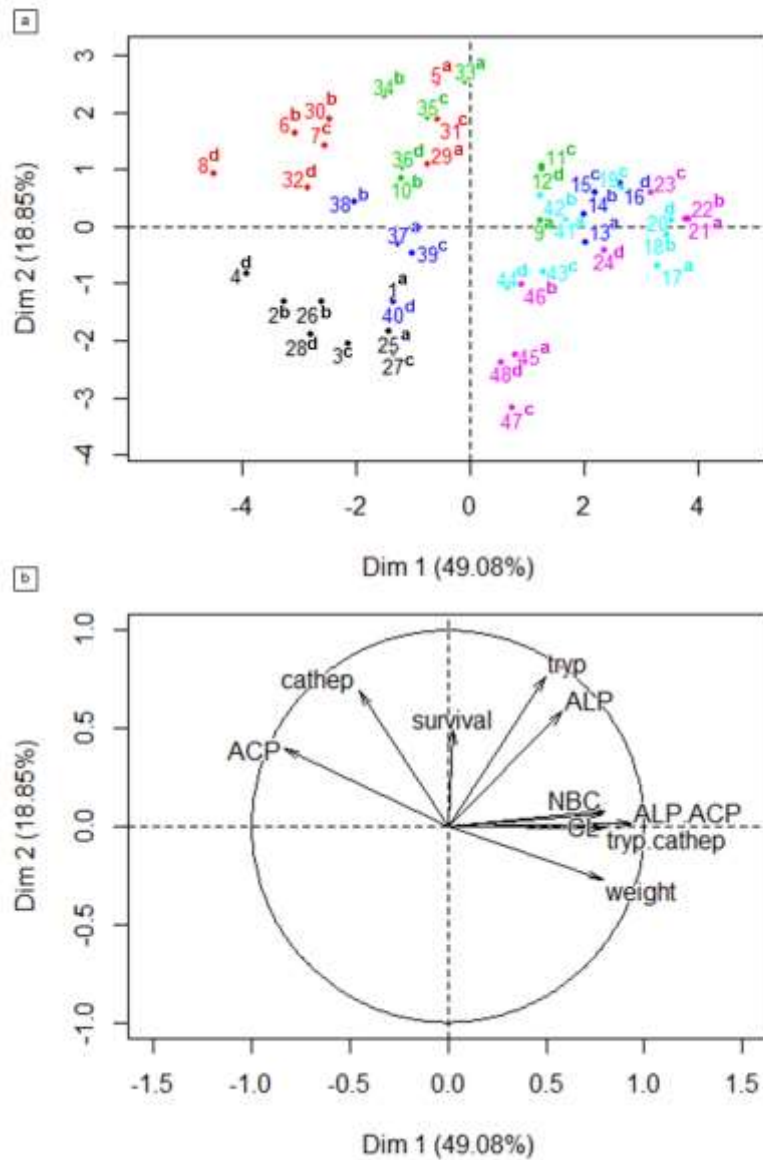 a
3
2
1
0
-1
-2
-3
-4
Dim 2 (18.85%)
34b
33a
5a
30b
35c
6b
7c
31c
8d
36d
29a
32d
10b
38b
11c
12d
15c
19c
16d
23c
42b
14b
22b
9a
41a
13a
20d
21a
18b
37a
39c
24d
17a
4d
1a
44d
43c
46b
2b
26b
40d
28d
3c
25a
27c
45a
48d
47c
-4
-2
0
2
4
Dim 1 (49.08%)
b
1.0
0.5
0.0
-0.5
-1.0
Dim 2 (18.85%)
tryp
cathep
ALP
survival
ACP
NBC
ALP.ACP
CL
tryp.cathep
weight
-1.5
-1.0
-0.5
0.0
0.5
1.0
1.5
Dim 1 (49.08%)